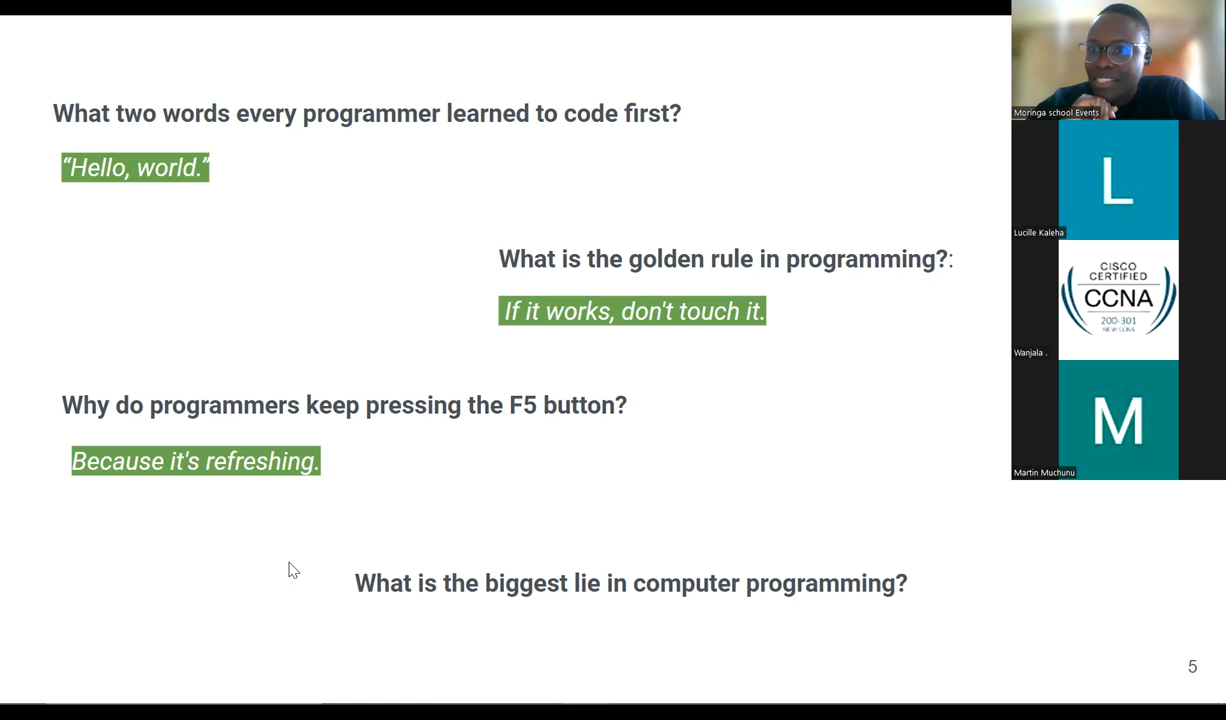 What two words every programmer learned to code first?
“Hello, world.”
What is the golden rule in programming?:
If it works, don't touch it.
Why do programmers keep pressing the F5 button?
Because it's refreshing.
What is the biggest lie in computer programming?
5
Moringa school Events
L
Lucille Kaleha
CISCO
CERTIFIED
CCNA
200-301
NEW CCNA
Wanjala .
M
Martin Muchunu